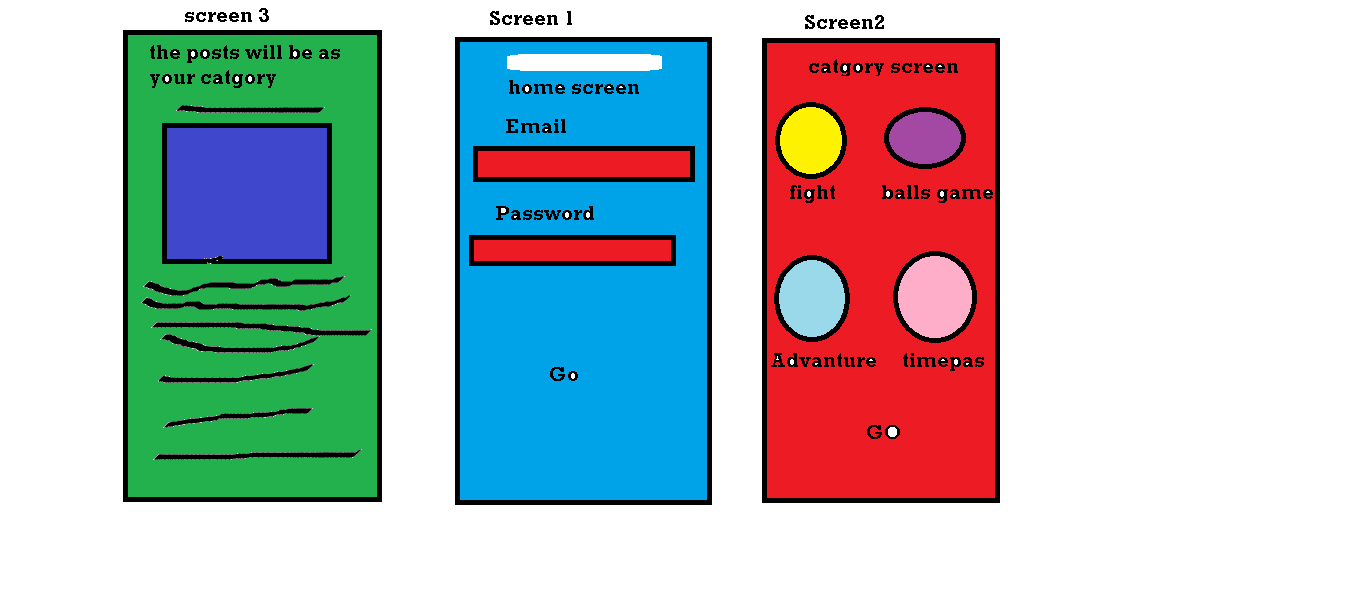 screen 3
the posts will be as
your catgory
Screen 1
home screen
Email
Password
Go
Screen2
catgory screen
fight
balls game
Advanture
timepas
GO